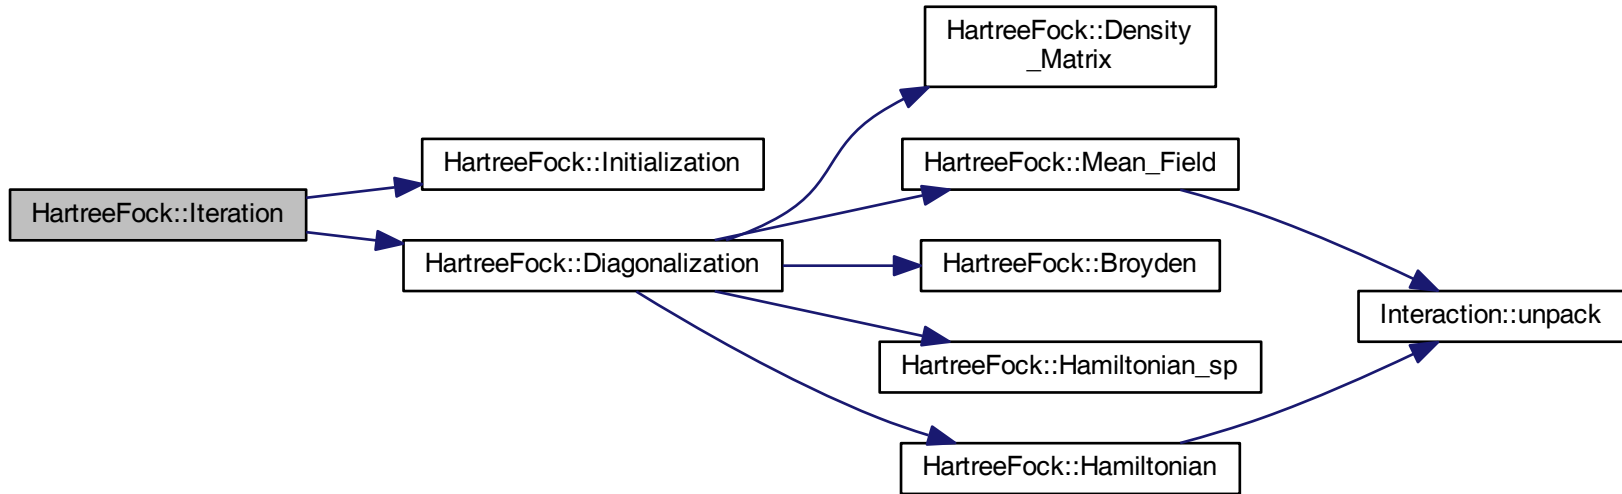 HartreeFock::Density
_Matrix
HartreeFock::Initialization
HartreeFock::Mean_Field
HartreeFock::Iteration
HartreeFock::Diagonalization
HartreeFock::Broyden
Interaction::unpack
HartreeFock::Hamiltonian_sp
HartreeFock::Hamiltonian